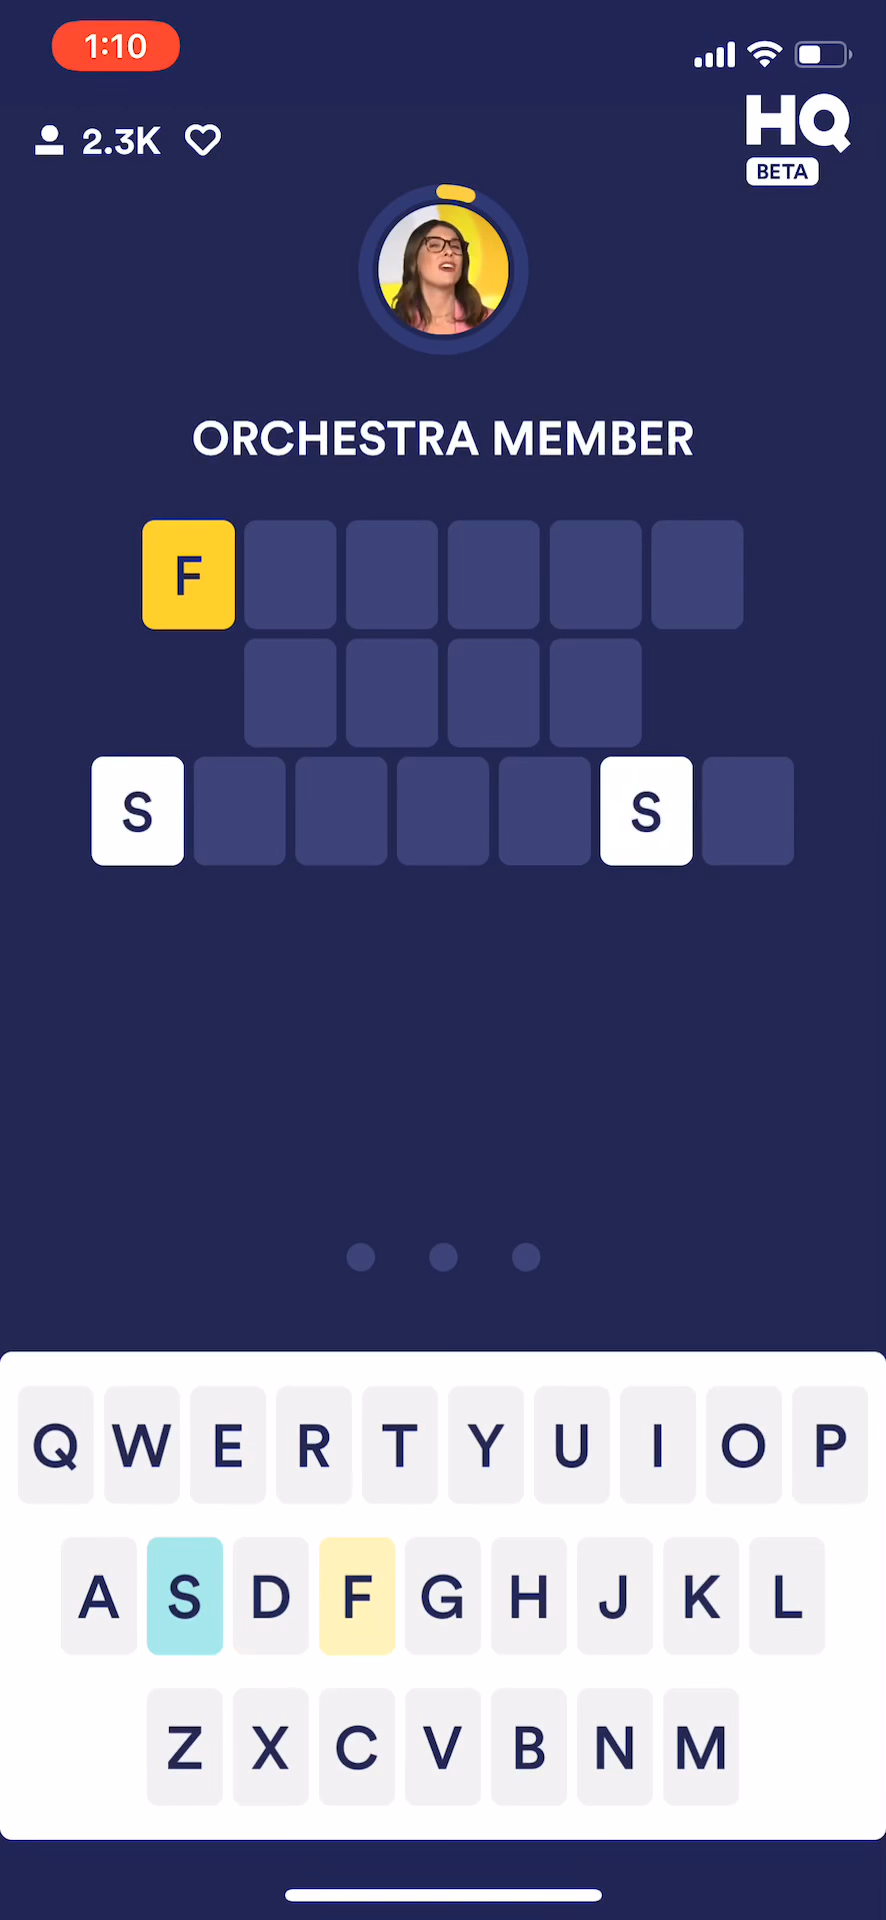 1:10
2.3K
HQ
BETA
ORCHESTRA MEMBER
F
S S
Q W E R T Y U I O P
A S D F G H J K L
Z X C V B N M